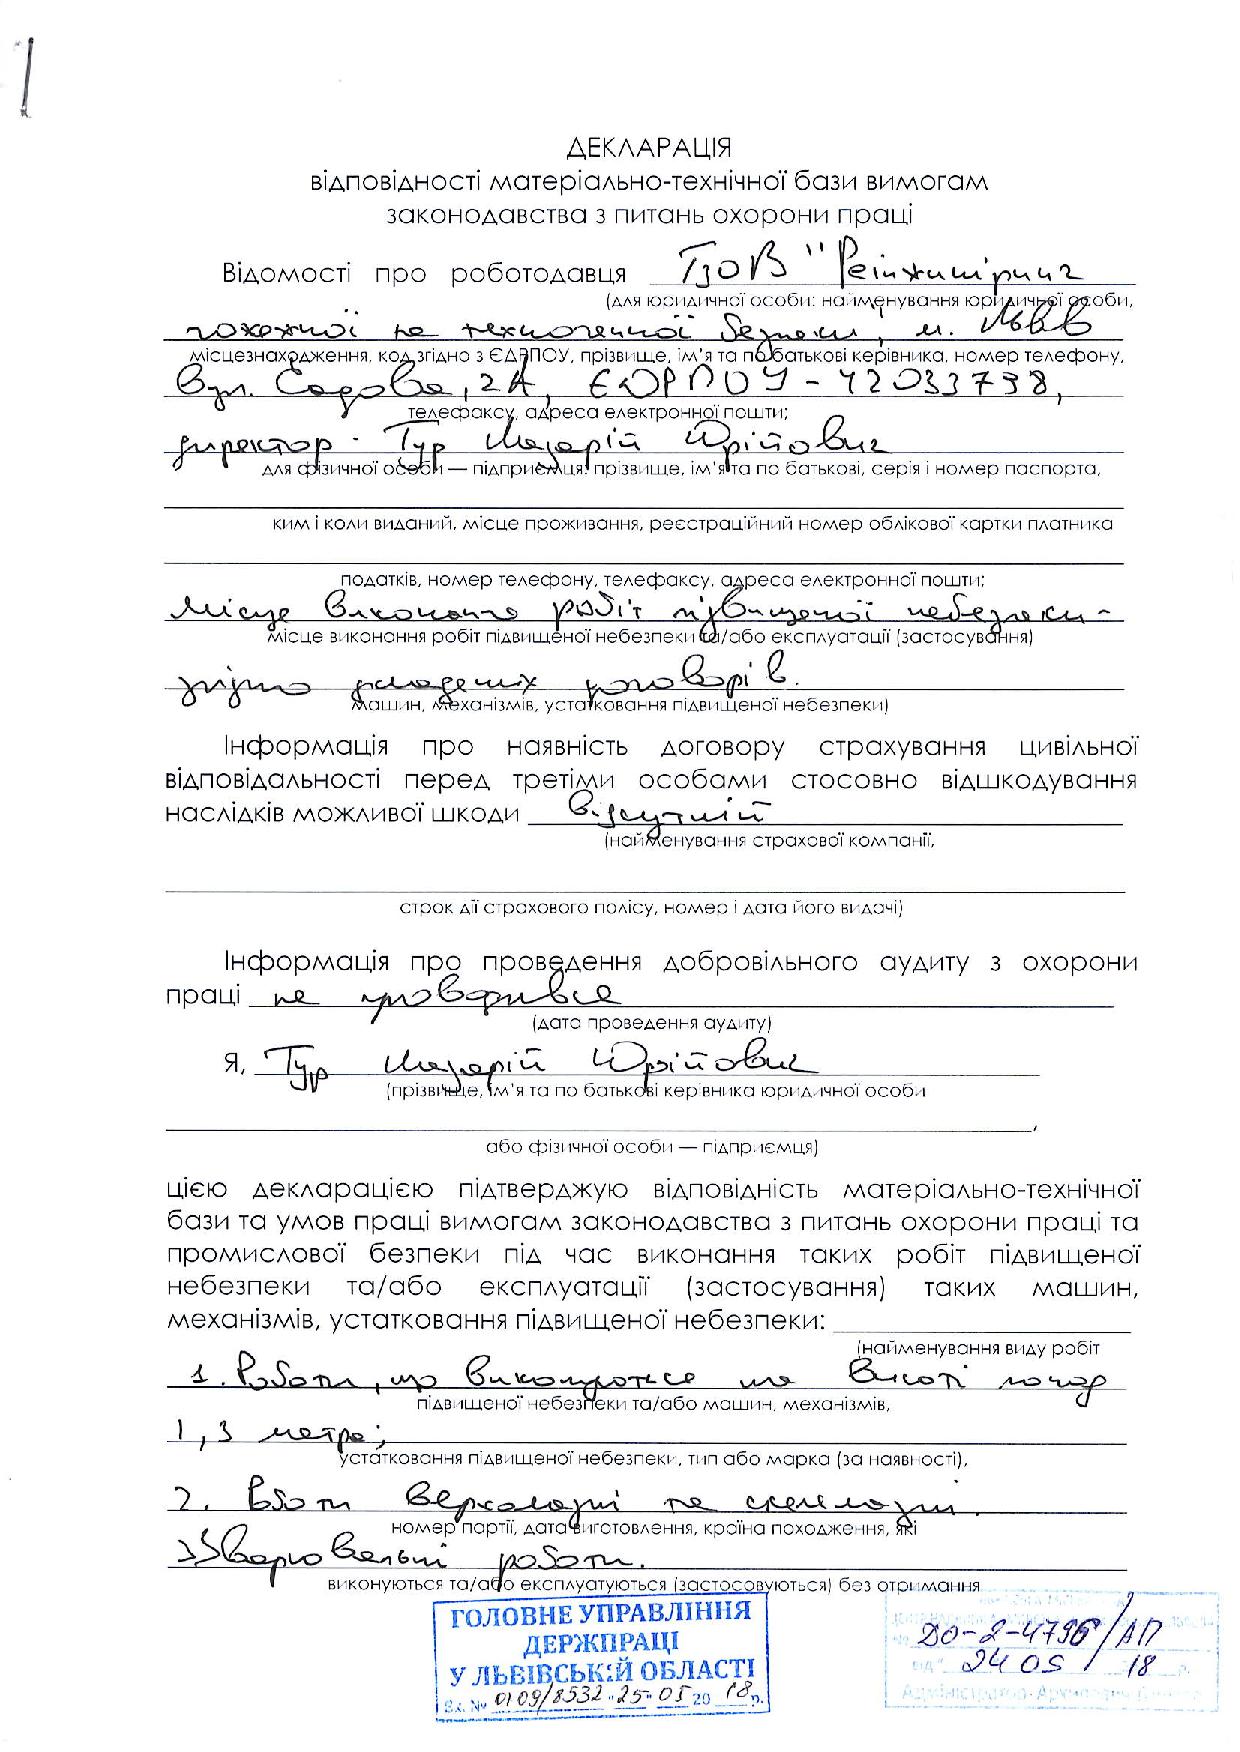 ДЕКЛАРАЦІЯ
відповідності матеріально-технічної бази вимогам
законодавства з питань охорони праці
Відомості про роботодавця ТзОВ "Реінжиніринг
(для юридичної особи: найменування юридичної особи,
пожежної та техногенної безпеки", м. Львів
місцезнаходження, код згідно з ЄДРПОУ, прізвище, ім'я та по батькові керівника, номер телефону,
вул. Садова, 2А, ЄДРПОУ - 42033738,
телефаксу, адреса електронної пошти;
директор - Тур Юрійович
для фізичної особи — підприємця: прізвище, ім'я та по батькові, серія і номер паспорта,
ким і коли виданий, місце проживання, реєстраційний номер облікової картки платника
податків, номер телефону, телефаксу, адреса електронної пошти;
місце виконання робіт підвищеної небезпеки -
місце виконання робіт підвищеної небезпеки та/або експлуатації (застосування)
згідно укладених договорів.
машин, механізмів, устатковання підвищеної небезпеки)
Інформація про наявність договору страхування цивільної
відповідальності перед третіми особами стосовно відшкодування
наслідків можливої шкоди відсутній
(найменування страхової компанії,
строк дії страхового полісу, номер і дата його видачі)
Інформація про проведення добровільного аудиту з охорони
праці не проводився
(дата проведення аудиту)
Я, Тур Юрійович
(прізвище, ім'я та по батькові керівника юридичної особи
,
або фізичної особи — підприємця)
цією декларацією підтверджую відповідність матеріально-технічної
бази та умов праці вимогам законодавства з питань охорони праці та
промислової безпеки під час виконання таких робіт підвищеної
небезпеки та/або експлуатації (застосування) таких машин,
механізмів, устатковання підвищеної небезпеки:
(найменування виду робіт
1. Роботи, що виконуються на висоті понад
підвищеної небезпеки та/або машин, механізмів,
1,3 метра;
устатковання підвищеної небезпеки, тип або марка (за наявності),
2. Роботи верхолазні та скелелазні
номер партії, дата виготовлення, країна походження, які
3) Зварювальні роботи.
виконуються та/або експлуатуються (застосовуються) без отримання
ГОЛОВНЕ УПРАВЛІННЯ
ДЕРЖПРАЦІ
У ЛЬВІВСЬКІЙ ОБЛАСТІ
Вх. № 0109/8532 "25" 05 20 18 р.
№ ДО-2-4796/АП
від 24 05 18 р.
Адміністратор